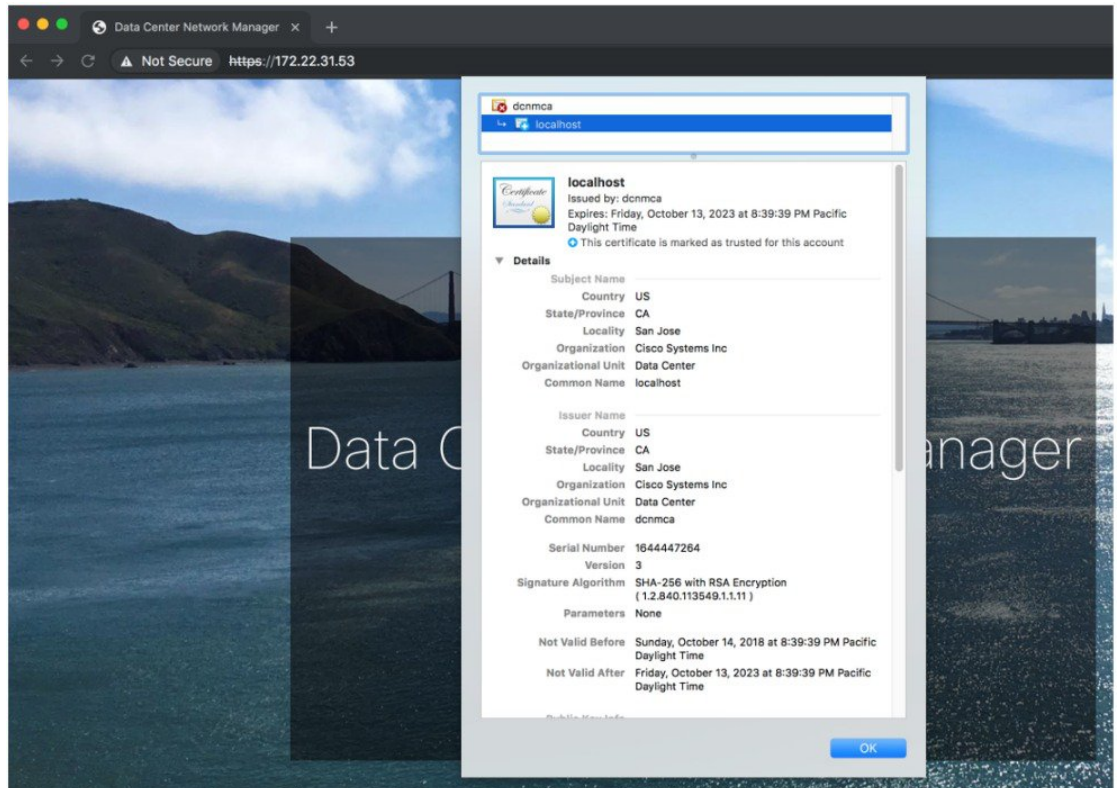 Data Center Network Manager
Not Secure https://172.22.31.53
dcnmca
localhost
Certificate
Standard
localhost
Issued by: dcnmca
Expires: Friday, October 13, 2023 at 8:39:39 PM Pacific
Daylight Time
This certificate is marked as trusted for this account
Details
Subject Name
Country US
State/Province CA
Locality San Jose
Organization Cisco Systems Inc
Organizational Unit Data Center
Common Name localhost
Issuer Name
Country US
State/Province CA
Locality San Jose
Organization Cisco Systems Inc
Organizational Unit Data Center
Common Name dcnmca
Serial Number 1644447264
Version 3
Signature Algorithm SHA-256 with RSA Encryption
( 1.2.840.113549.1.1.11 )
Parameters None
Not Valid Before Sunday, October 14, 2018 at 8:39:39 PM Pacific
Daylight Time
Not Valid After Friday, October 13, 2023 at 8:39:39 PM Pacific
Daylight Time
Public Key Info
OK
Data C anager